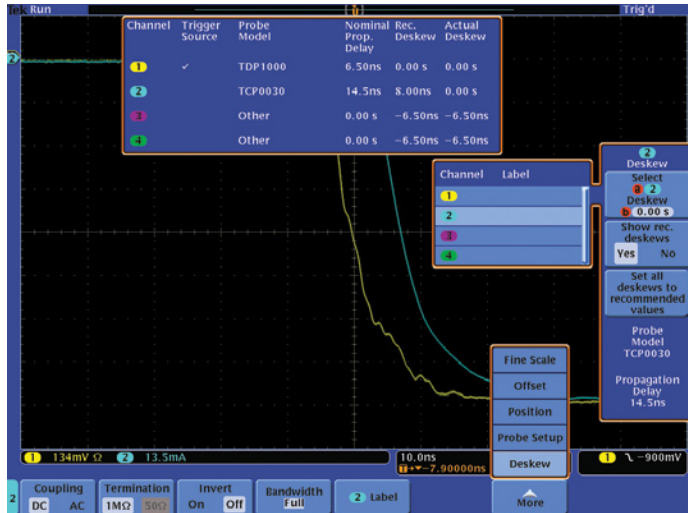 Tek Run
Trig'd
Channel Trigger Source Probe Model Nominal Prop. Delay Rec. Deskew Actual Deskew
1 ✓ TDP1000 6.50ns 0.00 s 0.00 s
2 TCP0030 14.5ns 8.00ns 0.00 s
3 Other 0.00 s −6.50ns −6.50ns
4 Other 0.00 s −6.50ns −6.50ns
2
Channel Label
1
2
3
4
2
Deskew
Select
a 2
Deskew
b 0.00 s
Show rec.
deskews
Yes No
Set all
deskews to
recommended
values
Probe
Model
TCP0030
Propagation
Delay
14.5ns
Fine Scale
Offset
Position
Probe Setup
Deskew
More
1 134mV Ω 2 13.5mA
10.0ns
T→▼−7.90000ns
1 −900mV
2
Coupling
DC AC
Termination
1MΩ 50Ω
Invert
On Off
Bandwidth
Full
2 Label